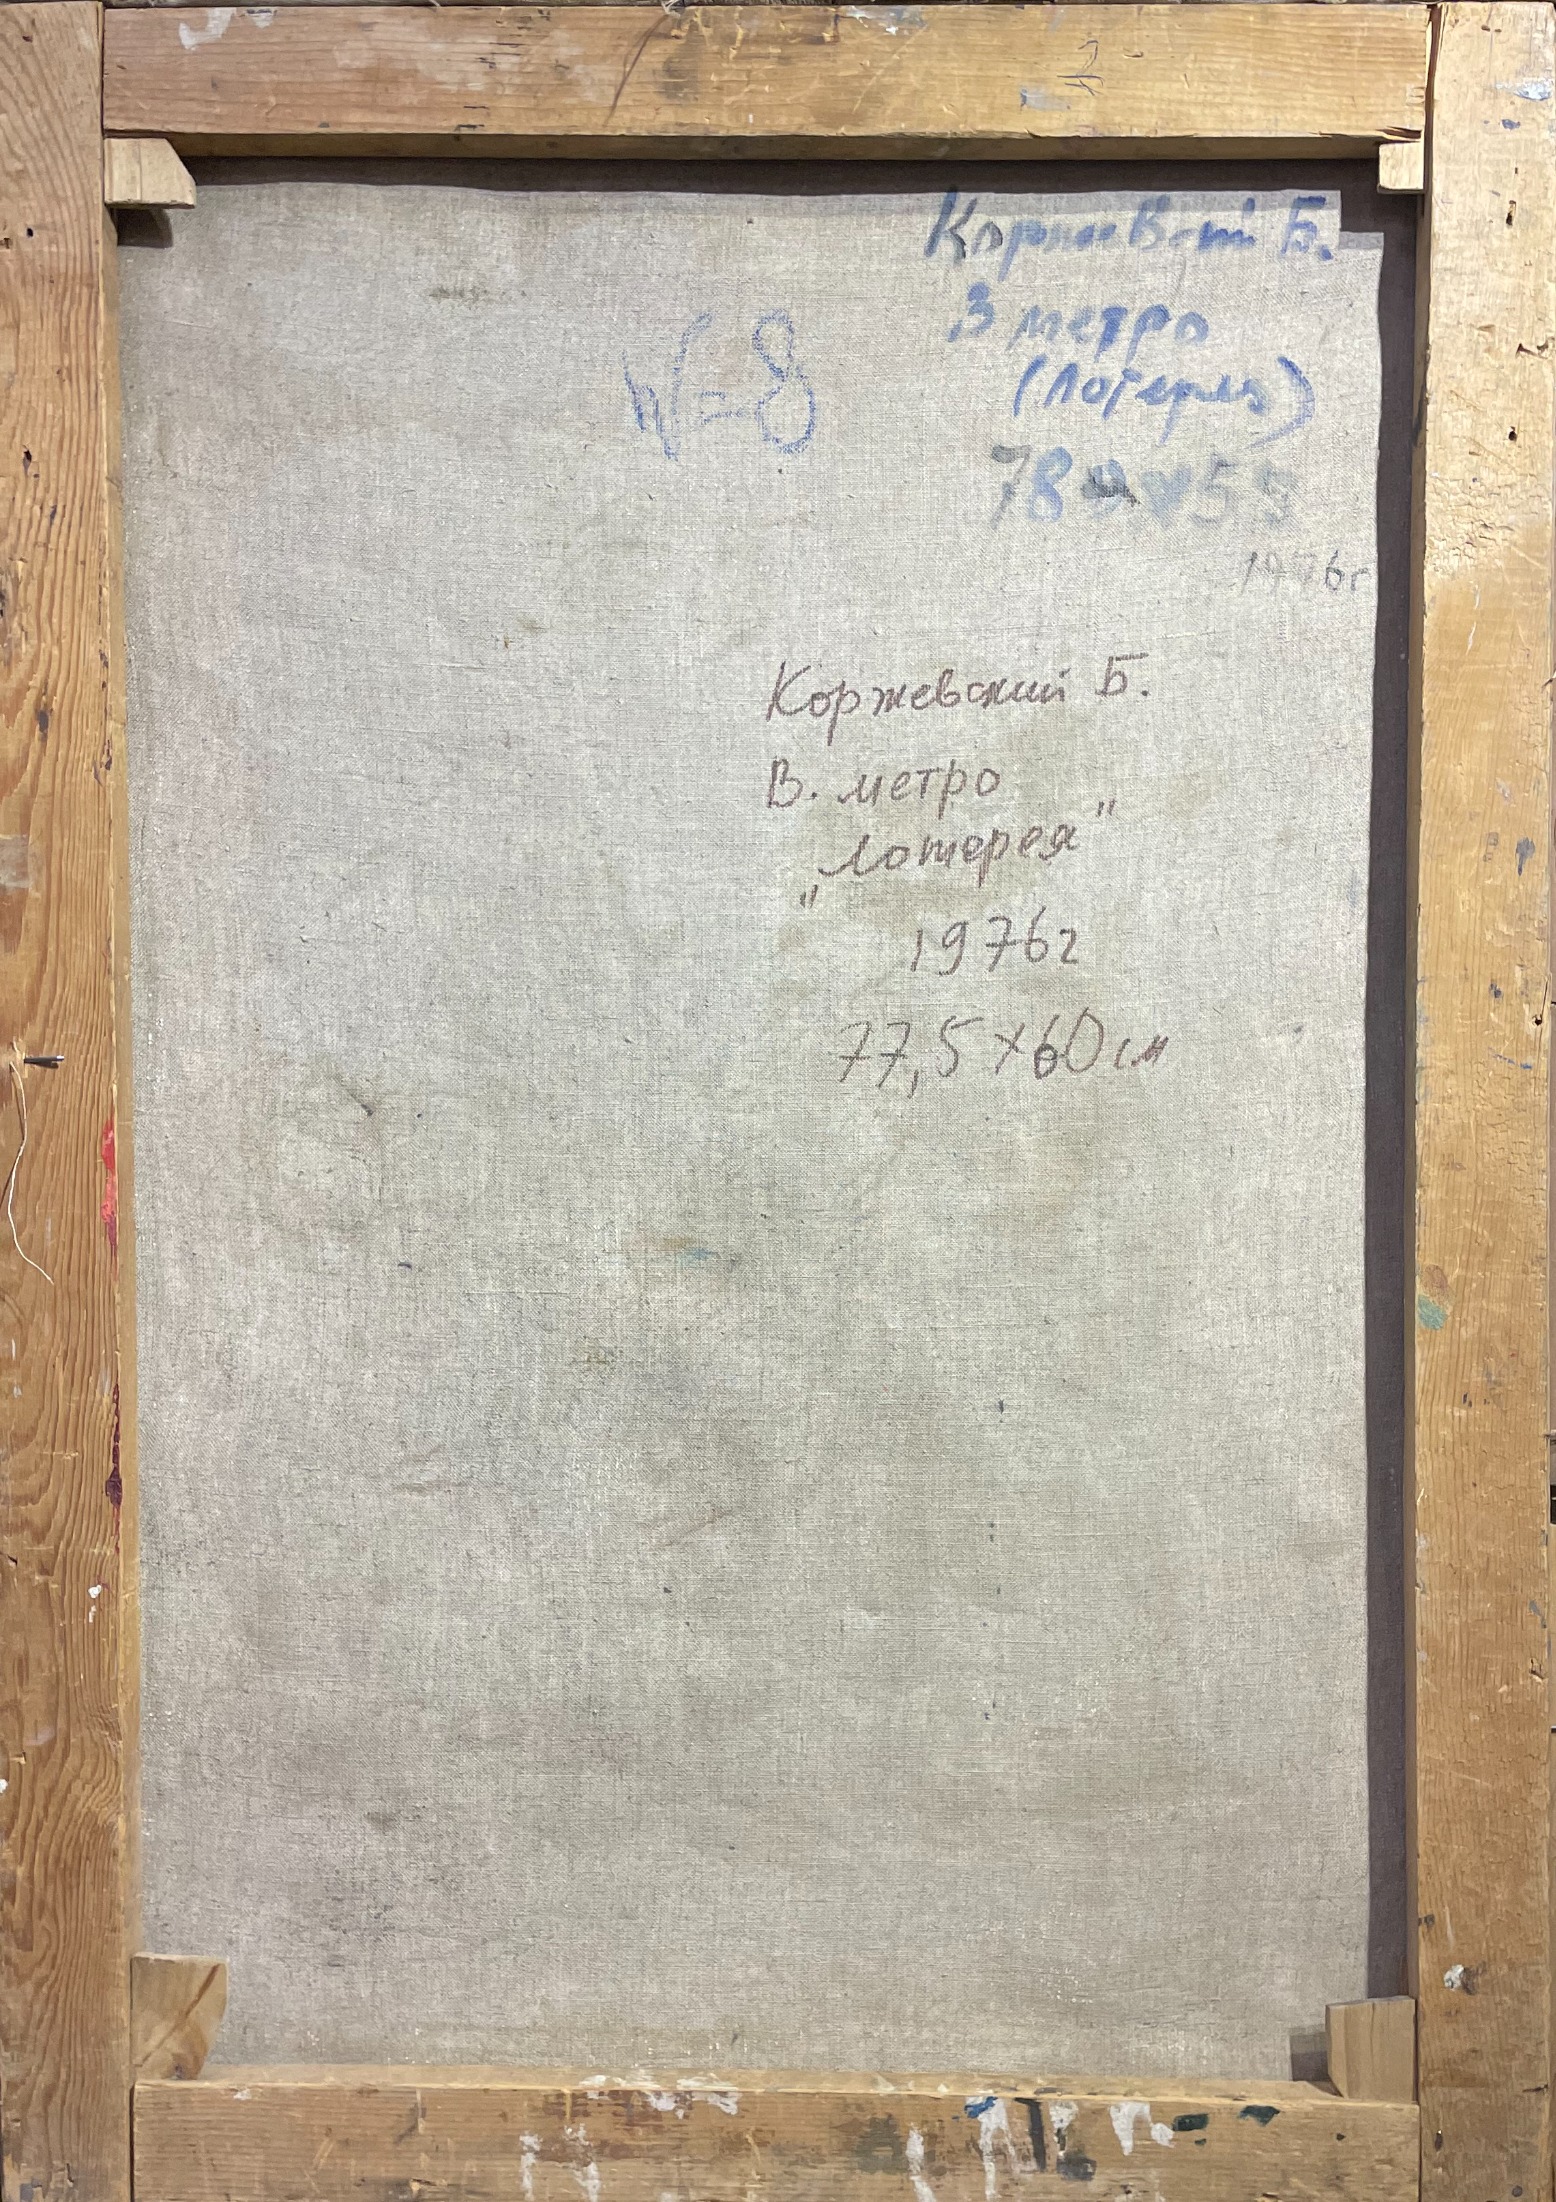 Коржевский Б.
В метро
(Лотерея)
№=8
1976г
Коржевский Б.
В. метро
„Лотерея"
1976г
77,5×60см